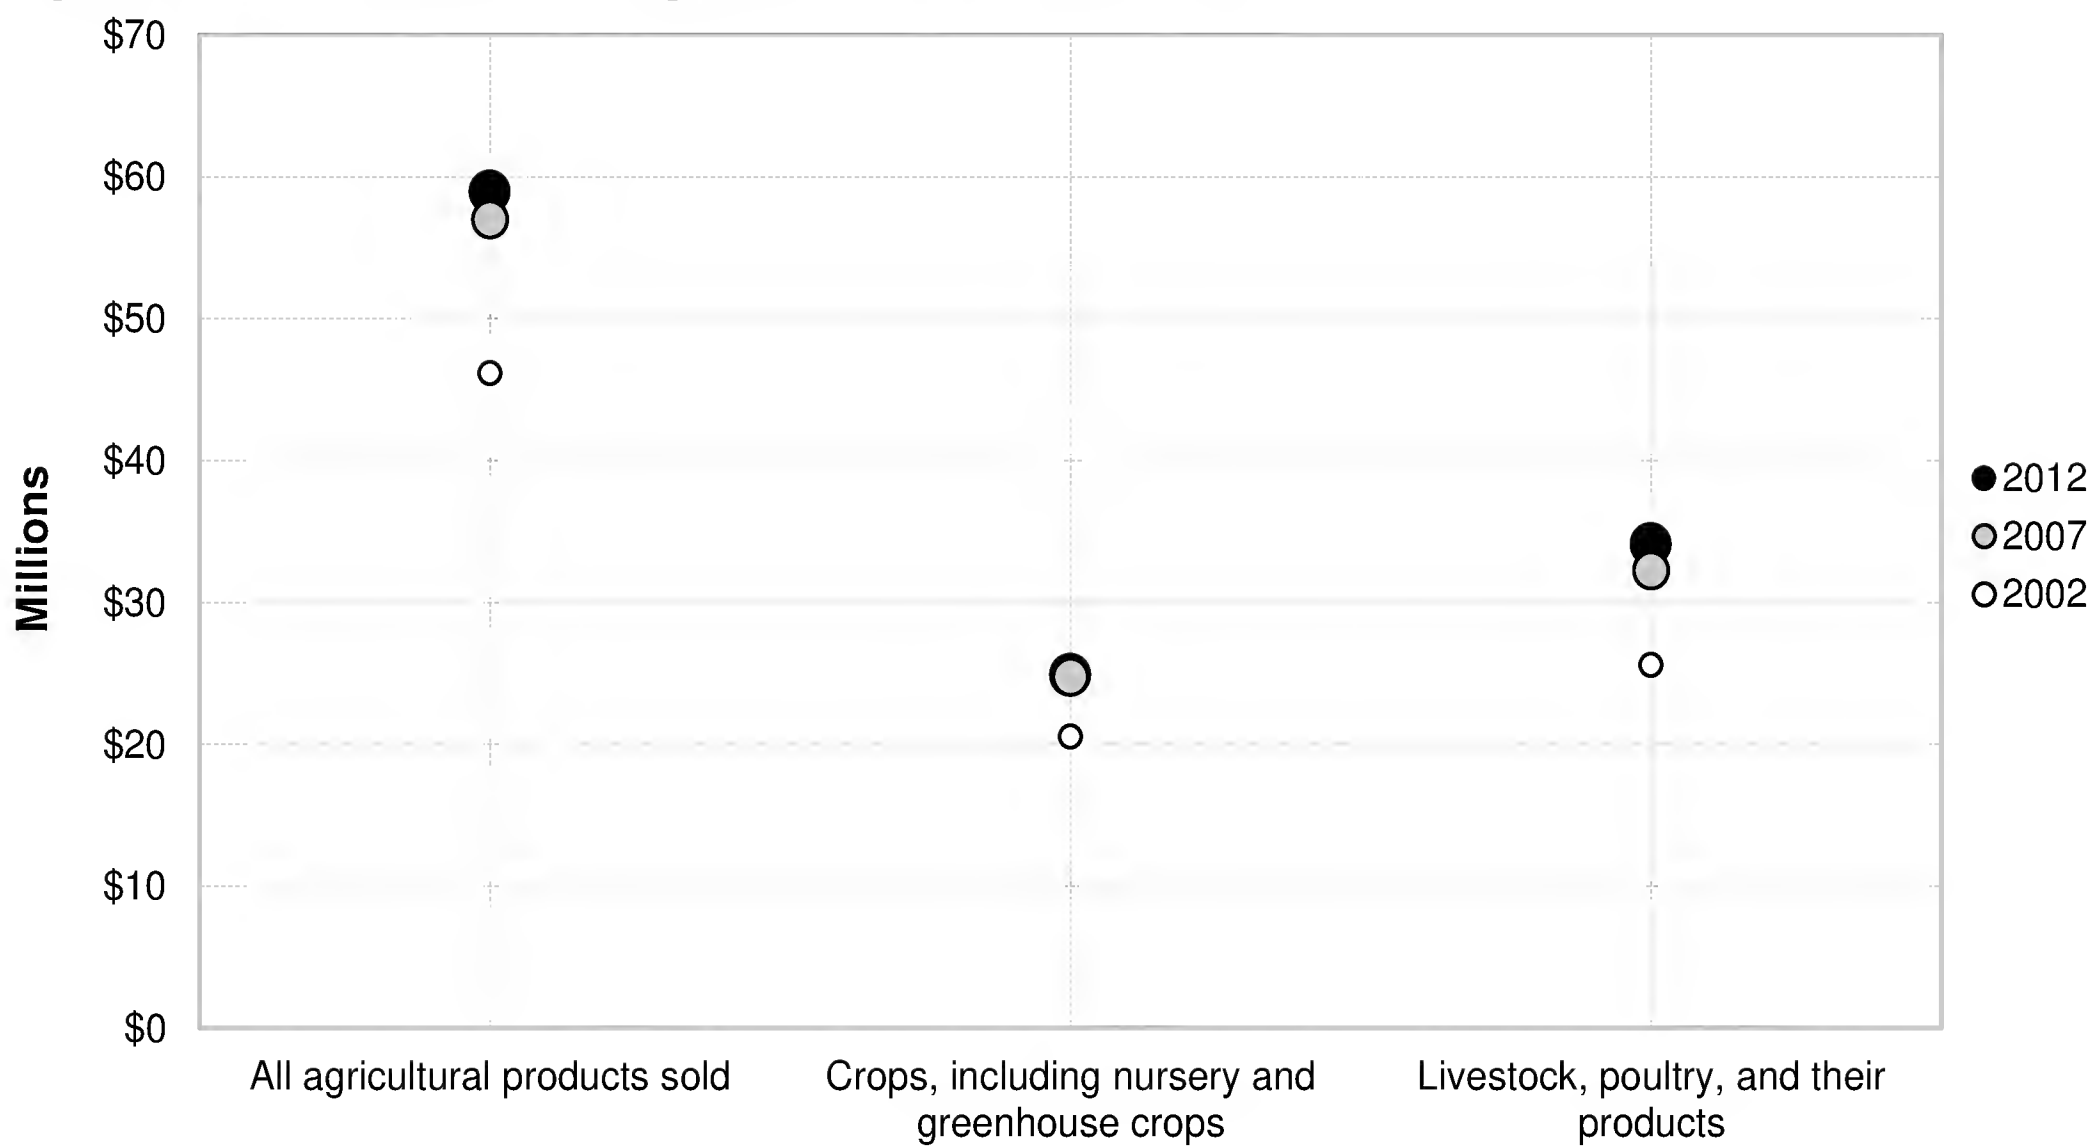 $70
$60
$50
$40
$30
$20
$10
$0
Millions
All agricultural products sold
Crops, including nursery and
greenhouse crops
Livestock, poultry, and their
products
2012
2007
2002